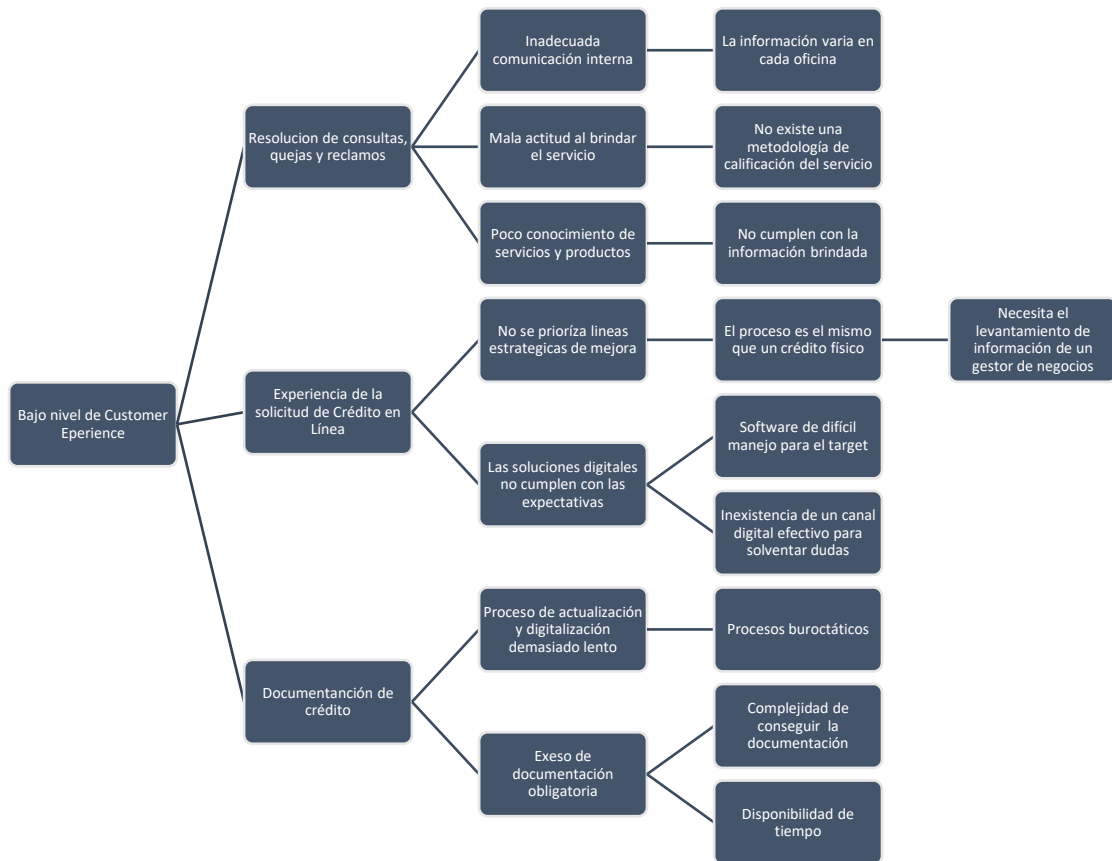 Inadecuada
comunicación interna
La información varia en
cada oficina
Resolucion de consultas,
quejas y reclamos
Mala actitud al brindar
el servicio
No existe una
metodología de
calificación del servicio
Poco conocimiento de
servicios y productos
No cumplen con la
información brindada
Bajo nivel de Customer
Eperience
Experiencia de la
solicitud de Crédito en
Línea
No se prioríza lineas
estrategicas de mejora
El proceso es el mismo
que un crédito físico
Necesita el
levantamiento de
información de un
gestor de negocios
Las soluciones digitales
no cumplen con las
expectativas
Software de difícil
manejo para el target
Inexistencia de un canal
digital efectivo para
solventar dudas
Documentanción de
crédito
Proceso de actualización
y digitalización
demasiado lento
Procesos buroctáticos
Exeso de
documentación
obligatoria
Complejidad de
conseguir la
documentación
Disponibilidad de
tiempo